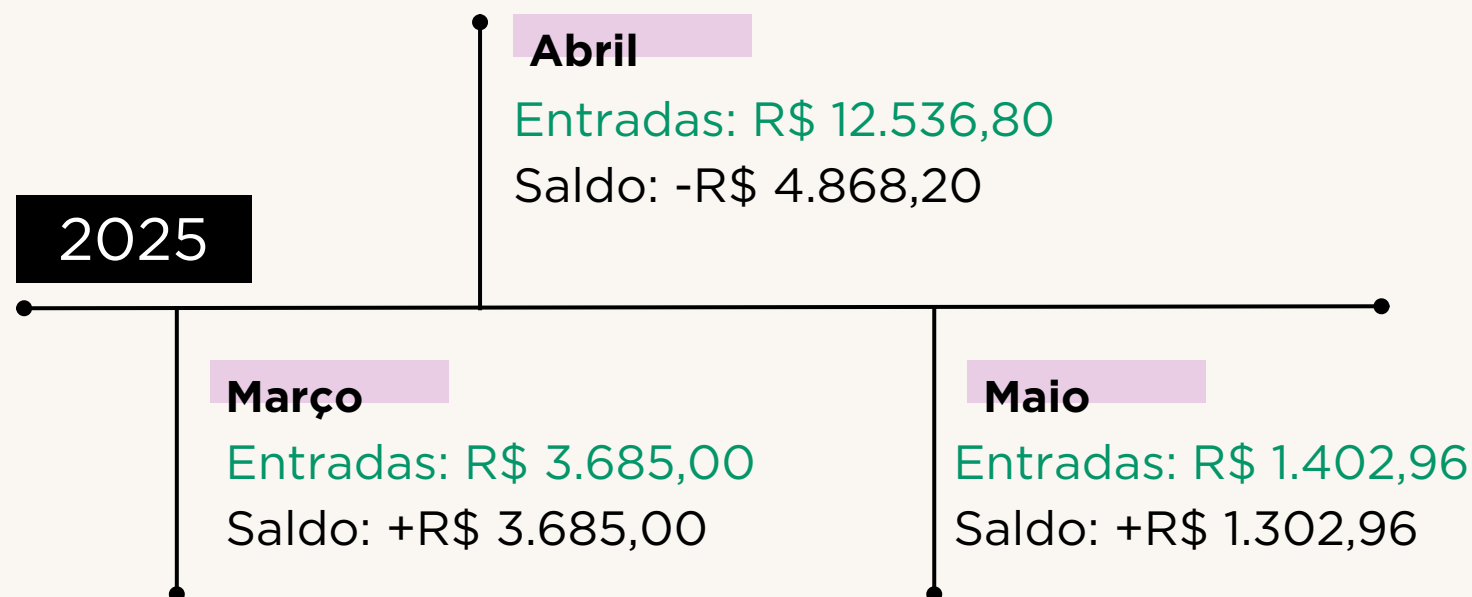 2025
Março
Entradas: R$ 3.685,00
Saldo: +R$ 3.685,00
Abril
Entradas: R$ 12.536,80
Saldo: -R$ 4.868,20
Maio
Entradas: R$ 1.402,96
Saldo: +R$ 1.302,96